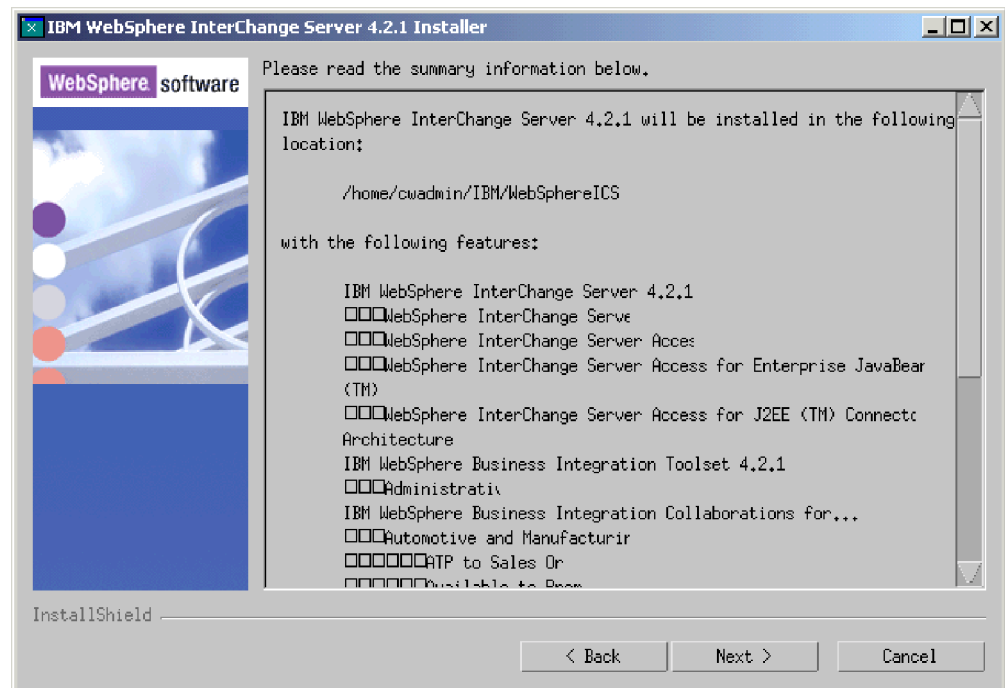 IBM WebSphere InterChange Server 4.2.1 Installer
WebSphere software
Please read the summary information below.
IBM WebSphere InterChange Server 4.2.1 will be installed in the following
location:
/home/cwadmin/IBM/WebSphereICS
with the following features:
IBM WebSphere InterChange Server 4.2.1
□□□WebSphere InterChange Serve
□□□WebSphere InterChange Server Acces
□□□WebSphere InterChange Server Access for Enterprise JavaBear
(TM)
□□□WebSphere InterChange Server Access for J2EE (TM) Connectc
Architecture
IBM WebSphere Business Integration Toolset 4.2.1
□□□Administrativ
IBM WebSphere Business Integration Collaborations for...
□□□Automotive and Manufacturir
□□□□□□ATP to Sales Or
□□□□□□Available to Prom
InstallShield
< Back
Next >
Cancel